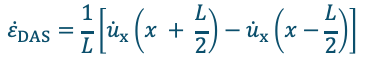 ε̇_DAS = 1/L [u̇_x (x + L/2) − u̇_x (x − L/2)]